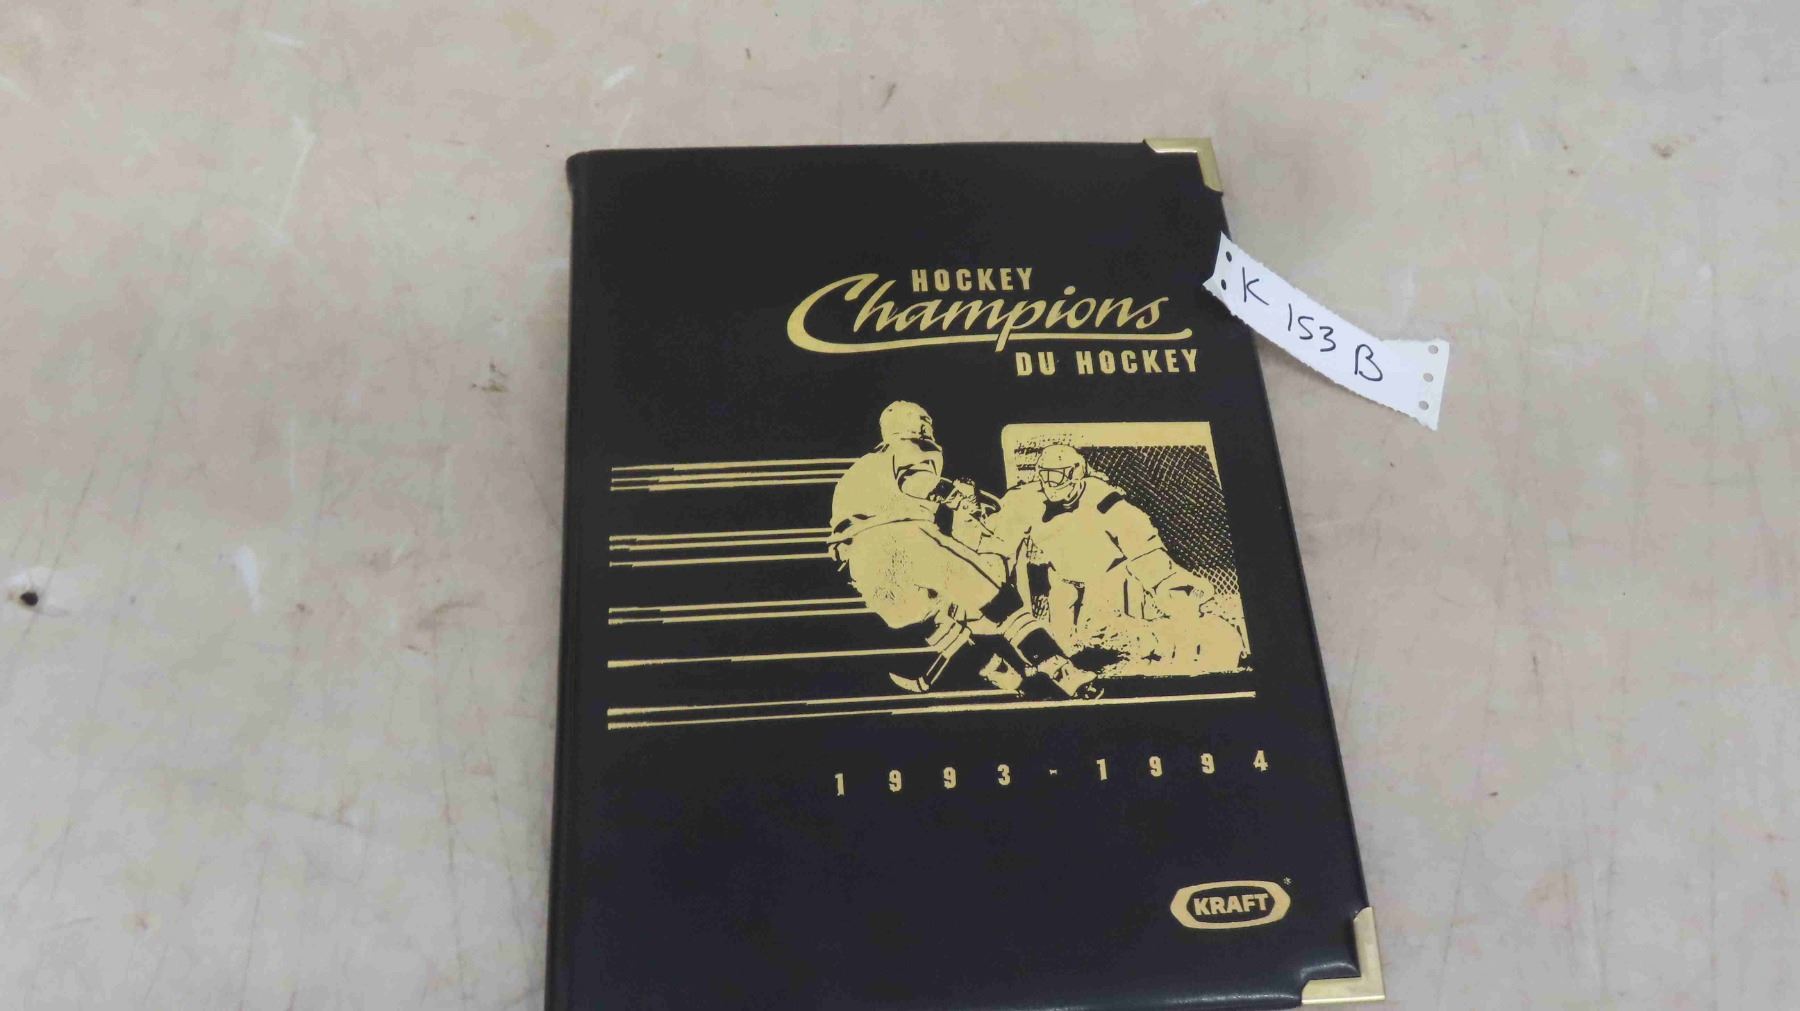 HOCKEY
Champions
DU HOCKEY
K 153 B
1993-1994
KRAFT